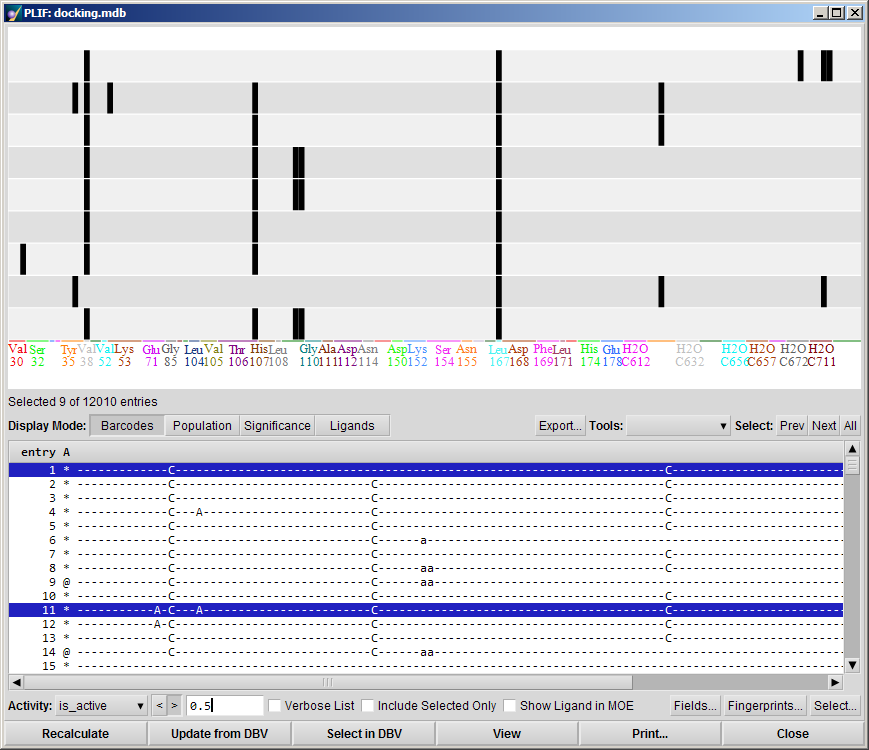 PLIF: docking.mdb
Val Ser Tyr Val Val Lys Glu Gly Leu Val Thr His Leu Gly Ala Asp Asn Asp Lys Ser Asn Leu Asp Phe Leu His Glu H2O H2O H2O H2O H2O H2O
30 32 35 38 52 53 71 85 104 105 106 107 108 110 111 112 114 150 152 154 155 167 168 169 171 174 178 C612 C632 C656 C657 C672 C711
Selected 9 of 12010 entries
Display Mode: Barcodes Population Significance Ligands Export... Tools: Select: Prev Next All
entry A
1 * -------------C----------------------------------------------------------------------C------------------------
2 * -------------C----------------------------C-----------------------------------------C------------------------
3 * -------------C----------------------------C-----------------------------------------C------------------------
4 * -------------C---A------------------------C-----------------------------------------C------------------------
5 * -------------C----------------------------C-----------------------------------------C------------------------
6 * -------------C----------------------------C------a-----------------------------------------------------------
7 * -------------C----------------------------C-----------------------------------------C------------------------
8 * -------------C----------------------------C------aa---------------------------------C------------------------
9 @ -------------C----------------------------C------aa----------------------------------------------------------
10 * -------------C----------------------------C-----------------------------------------C------------------------
11 * -----------A-C---A------------------------C-----------------------------------------C------------------------
12 * -----------A-C----------------------------C-----------------------------------------C------------------------
13 * -------------C----------------------------C-----------------------------------------C------------------------
14 @ -------------C----------------------------C------aa----------------------------------------------------------
15 * -------------------------------------------------------------------------------------------------------------
Activity: is_active < > 0.5 Verbose List Include Selected Only Show Ligand in MOE Fields... Fingerprints... Select...
Recalculate Update from DBV Select in DBV View Print... Close